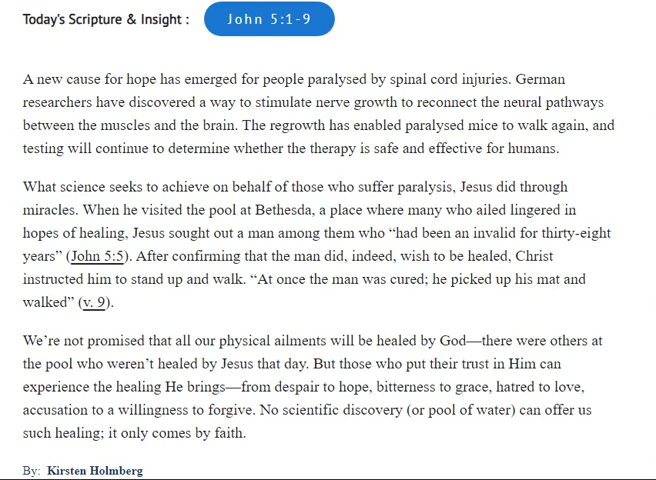 Today's Scripture & Insight :
John 5:1-9
A new cause for hope has emerged for people paralysed by spinal cord injuries. German
researchers have discovered a way to stimulate nerve growth to reconnect the neural pathways
between the muscles and the brain. The regrowth has enabled paralysed mice to walk again, and
testing will continue to determine whether the therapy is safe and effective for humans.
What science seeks to achieve on behalf of those who suffer paralysis, Jesus did through
miracles. When he visited the pool at Bethesda, a place where many who ailed lingered in
hopes of healing, Jesus sought out a man among them who “had been an invalid for thirty-eight
years” (John 5:5). After confirming that the man did, indeed, wish to be healed, Christ
instructed him to stand up and walk. “At once the man was cured; he picked up his mat and
walked” (v. 9).
We’re not promised that all our physical ailments will be healed by God—there were others at
the pool who weren’t healed by Jesus that day. But those who put their trust in Him can
experience the healing He brings—from despair to hope, bitterness to grace, hatred to love,
accusation to a willingness to forgive. No scientific discovery (or pool of water) can offer us
such healing; it only comes by faith.
By: Kirsten Holmberg